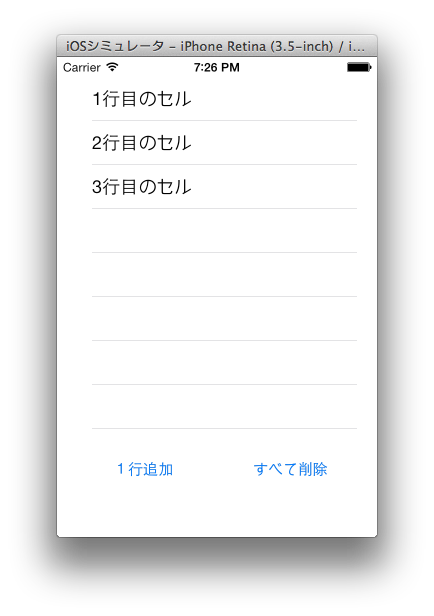 iOSシミュレータ – iPhone Retina (3.5-inch) / i...
Carrier 7:26 PM
1行目のセル
2行目のセル
3行目のセル
１行追加 すべて削除